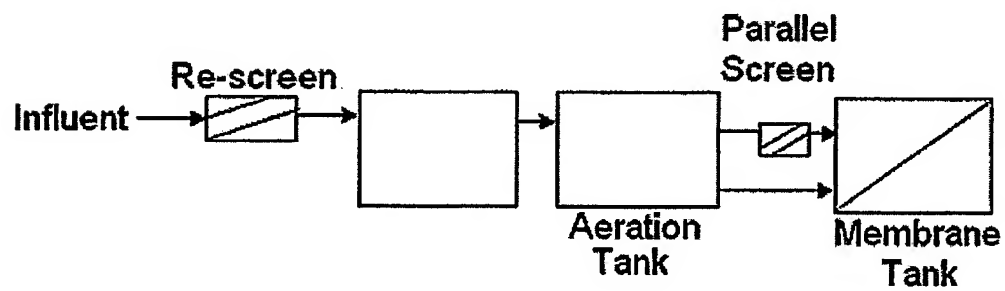 Parallel
Screen
Re-screen
Influent
Aeration
Tank
Membrane
Tank